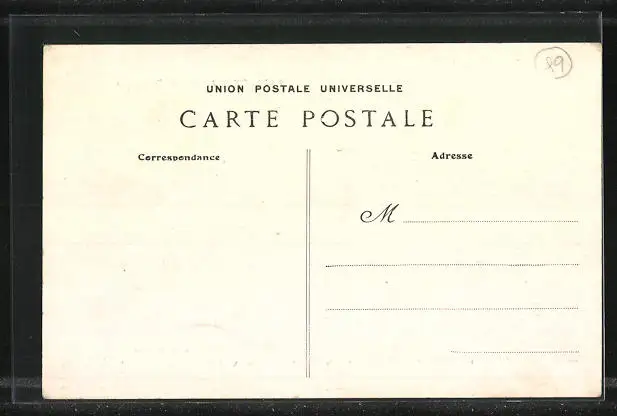 89
UNION POSTALE UNIVERSELLE
CARTE POSTALE
Correspondance
Adresse
M